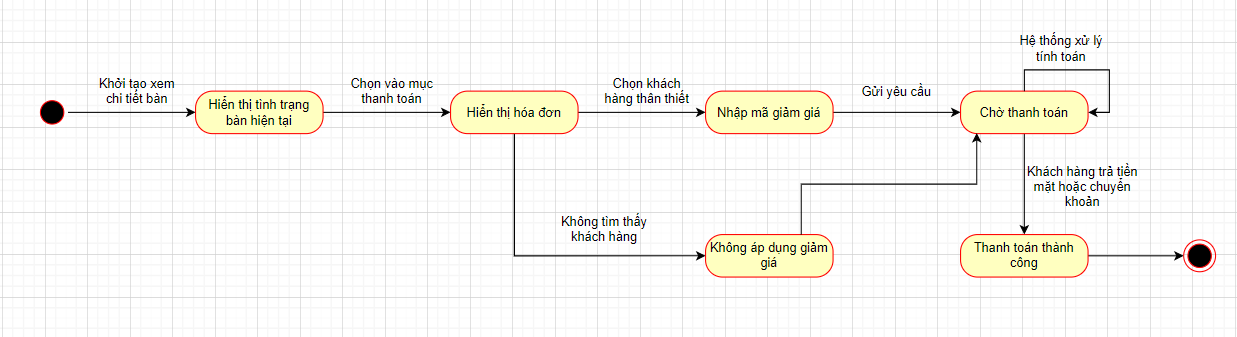 Hệ thống xử lý
tính toán
Khởi tạo xem
chi tiết bàn
Chọn vào mục
thanh toán
Chọn khách
hàng thân thiết
Gửi yêu cầu
Hiển thị tình trạng
bàn hiện tại
Hiển thị hóa đơn
Nhập mã giảm giá
Chờ thanh toán
Khách hàng trả tiền
mặt hoặc chuyển
khoản
Không tìm thấy
khách hàng
Không áp dụng giảm
giá
Thanh toán thành
công